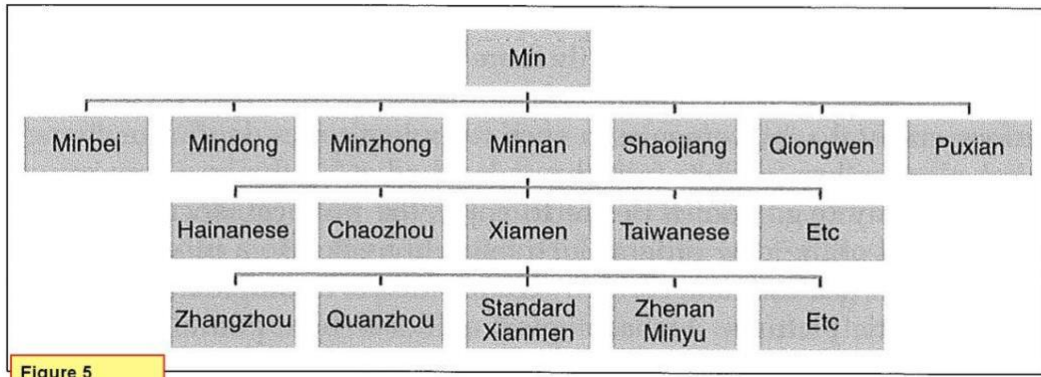 Min
Minbei Mindong Minzhong Minnan Shaojiang Qiongwen Puxian
Hainanese Chaozhou Xiamen Taiwanese Etc
Zhangzhou Quanzhou Standard Xianmen Zhenan Minyu Etc
Figure 5